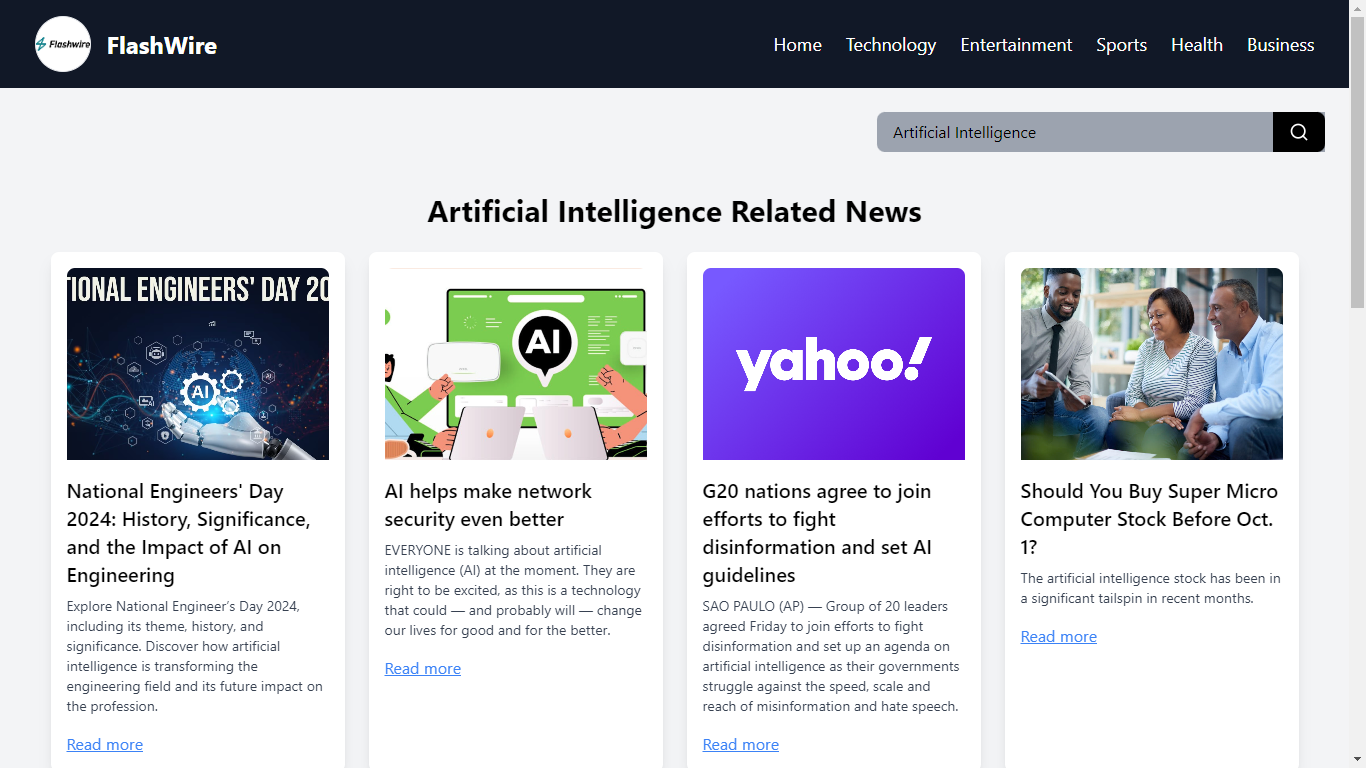 Flashwire
FlashWire
Home
Technology
Entertainment
Sports
Health
Business
Artificial Intelligence
Artificial Intelligence Related News
TIONAL ENGINEERS' DAY 20
AI
AI
AI
yahoo!
National Engineers' Day
2024: History, Significance,
and the Impact of AI on
Engineering
Explore National Engineer’s Day 2024,
including its theme, history, and
significance. Discover how artificial
intelligence is transforming the
engineering field and its future impact on
the profession.
Read more
AI helps make network
security even better
EVERYONE is talking about artificial
intelligence (AI) at the moment. They are
right to be excited, as this is a technology
that could — and probably will — change
our lives for good and for the better.
Read more
G20 nations agree to join
efforts to fight
disinformation and set AI
guidelines
SAO PAULO (AP) — Group of 20 leaders
agreed Friday to join efforts to fight
disinformation and set up an agenda on
artificial intelligence as their governments
struggle against the speed, scale and
reach of misinformation and hate speech.
Read more
Should You Buy Super Micro
Computer Stock Before Oct.
1?
The artificial intelligence stock has been in
a significant tailspin in recent months.
Read more